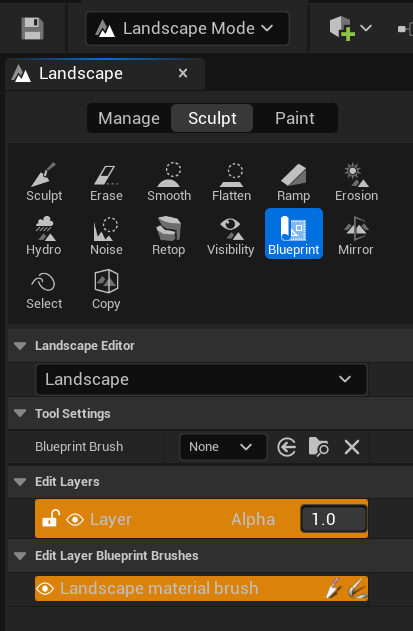 Landscape Mode
Landscape
Manage Sculpt Paint
Sculpt Erase Smooth Flatten Ramp Erosion
Hydro Noise Retop Visibility Blueprint Mirror
Select Copy
Landscape Editor
Landscape
Tool Settings
Blueprint Brush None
Edit Layers
Layer Alpha 1.0
Edit Layer Blueprint Brushes
Landscape material brush